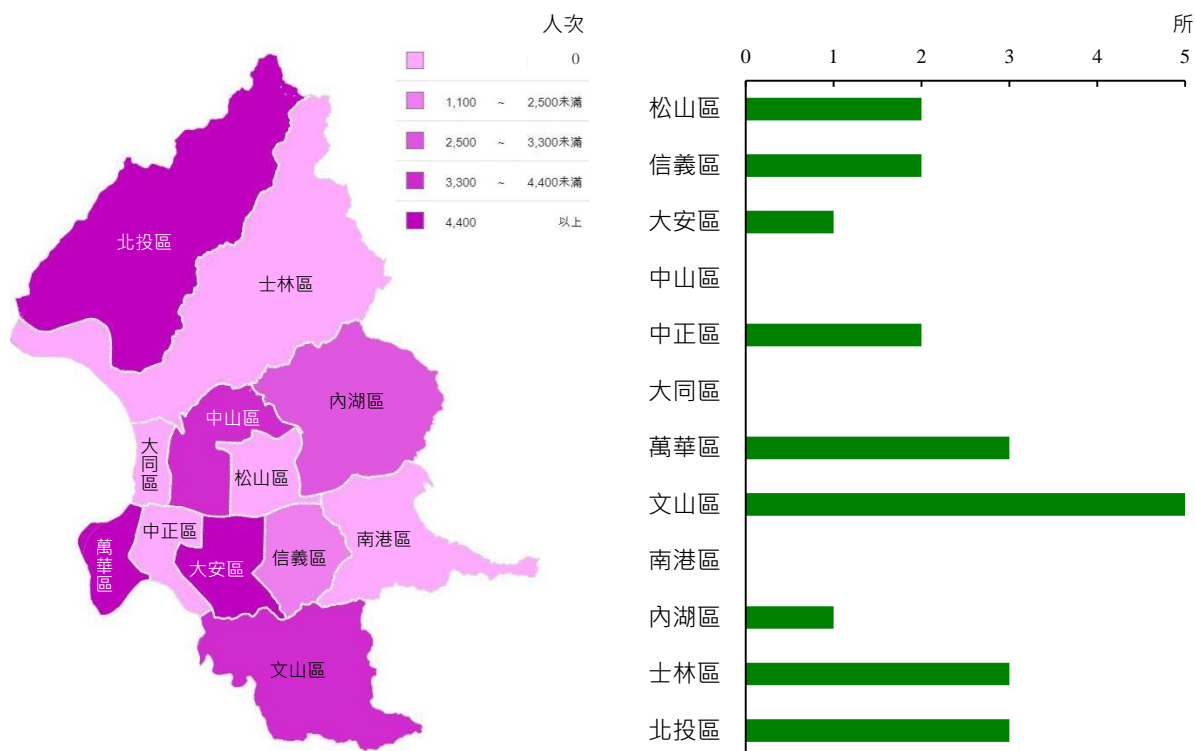 人次
0
1,100 ~ 2,500未滿
2,500 ~ 3,300未滿
3,300 ~ 4,400未滿
4,400 以上
北投區
士林區
內湖區
中山區
大同區
松山區
中正區
南港區
萬華區
大安區
信義區
文山區
所
0 1 2 3 4 5
松山區
信義區
大安區
中山區
中正區
大同區
萬華區
文山區
南港區
內湖區
士林區
北投區